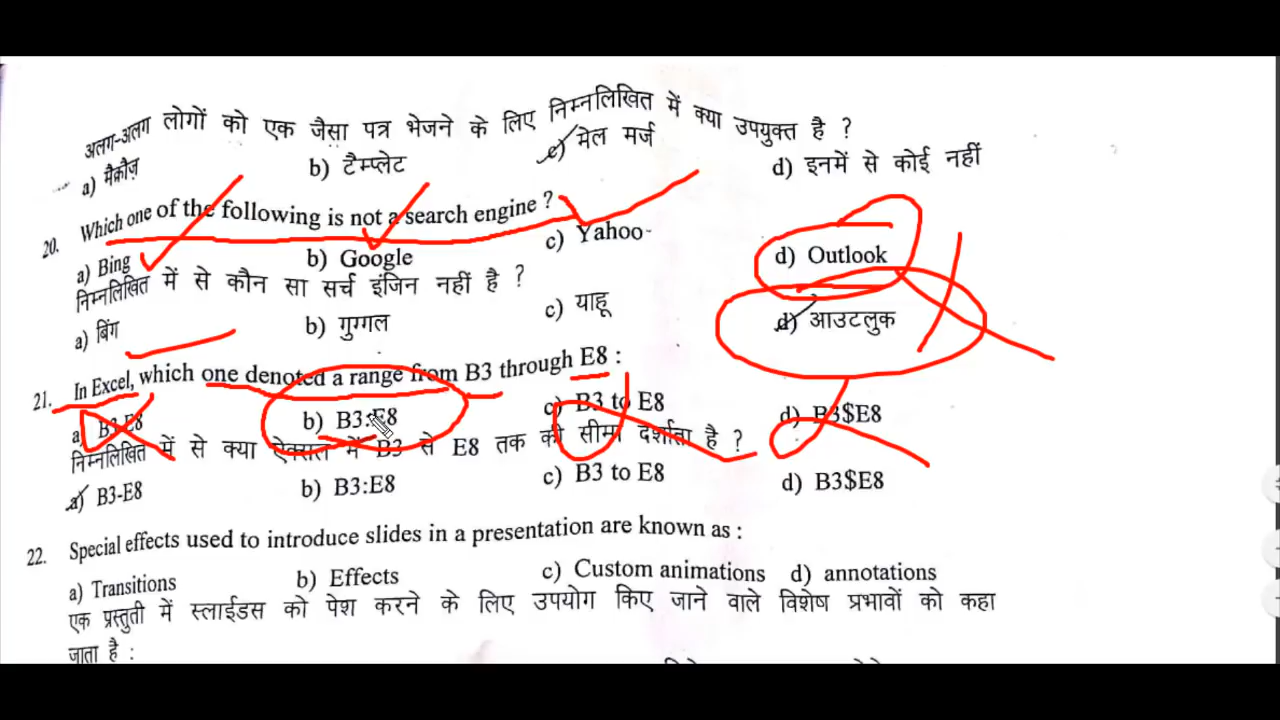 अलग-अलग लोगों को एक जैसा पत्र भेजने के लिए निम्नलिखित में क्या उपयुक्त है ?
a) मैक्रौज़ b) टैम्प्लेट c) मेल मर्ज d) इनमें से कोई नहीं
20. Which one of the following is not a search engine ?
a) Bing b) Google c) Yahoo
d) Outlook
निम्नलिखित में से कौन सा सर्च इंजिन नहीं है ?
a) बिंग b) गुग्गल c) याहू d) आउटलुक
21. In Excel, which one denoted a range from B3 through E8 :
a) B3-E8 b) B3:E8 c) B3 to E8 d) B3$E8
निम्नलिखित में से क्या ऐक्सल में B3 से E8 तक की सीमा दर्शाता है ?
a) B3-E8 b) B3:E8 c) B3 to E8 d) B3$E8
22. Special effects used to introduce slides in a presentation are known as :
a) Transitions b) Effects c) Custom animations d) annotations
एक प्रस्तुती में स्लाईडस को पेश करने के लिए उपयोग किए जाने वाले विशेष प्रभावों को कहा
जाता है :